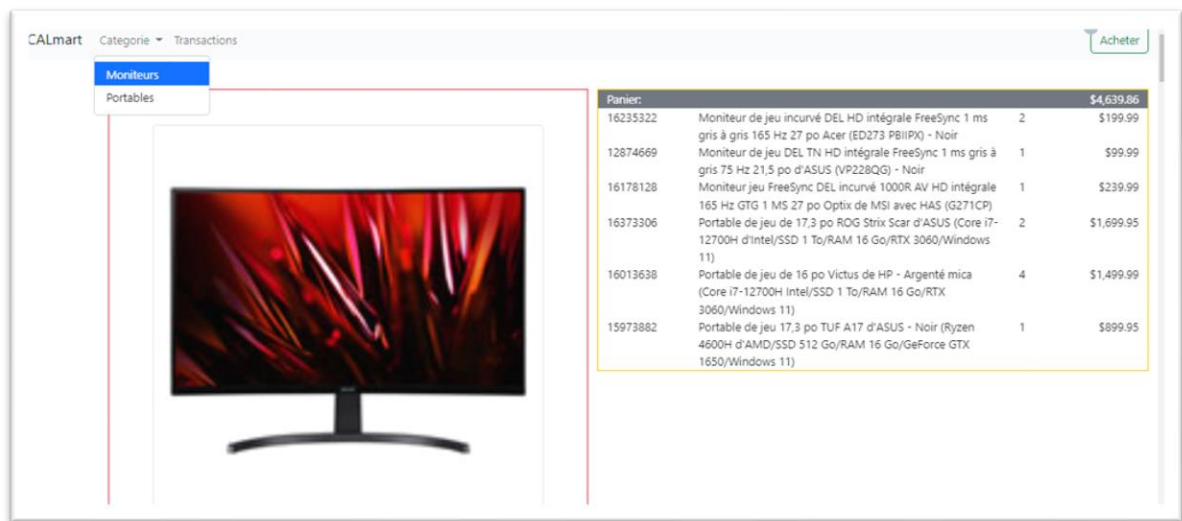 CALmart Categorie Transactions Acheter
Moniteurs
Portables
Panier: $4,639.86
16235322 Moniteur de jeu incurvé DEL HD intégrale FreeSync 1 ms 2 $199.99
gris à gris 165 Hz 27 po Acer (ED273 PBIIPX) - Noir
12874669 Moniteur de jeu DEL TN HD intégrale FreeSync 1 ms gris à 1 $99.99
gris 75 Hz 21,5 po d'ASUS (VP228QG) - Noir
16178128 Moniteur jeu FreeSync DEL incurvé 1000R AV HD intégrale 1 $239.99
165 Hz GTG 1 MS 27 po Optix de MSI avec HAS (G271CP)
16373306 Portable de jeu de 17,3 po ROG Strix Scar d'ASUS (Core i7- 2 $1,699.95
12700H d'Intel/SSD 1 To/RAM 16 Go/RTX 3060/Windows
11)
16013638 Portable de jeu de 16 po Victus de HP - Argenté mica 4 $1,499.99
(Core i7-12700H Intel/SSD 1 To/RAM 16 Go/RTX
3060/Windows 11)
15973882 Portable de jeu 17,3 po TUF A17 d'ASUS - Noir (Ryzen 1 $899.95
4600H d'AMD/SSD 512 Go/RAM 16 Go/GeForce GTX
1650/Windows 11)